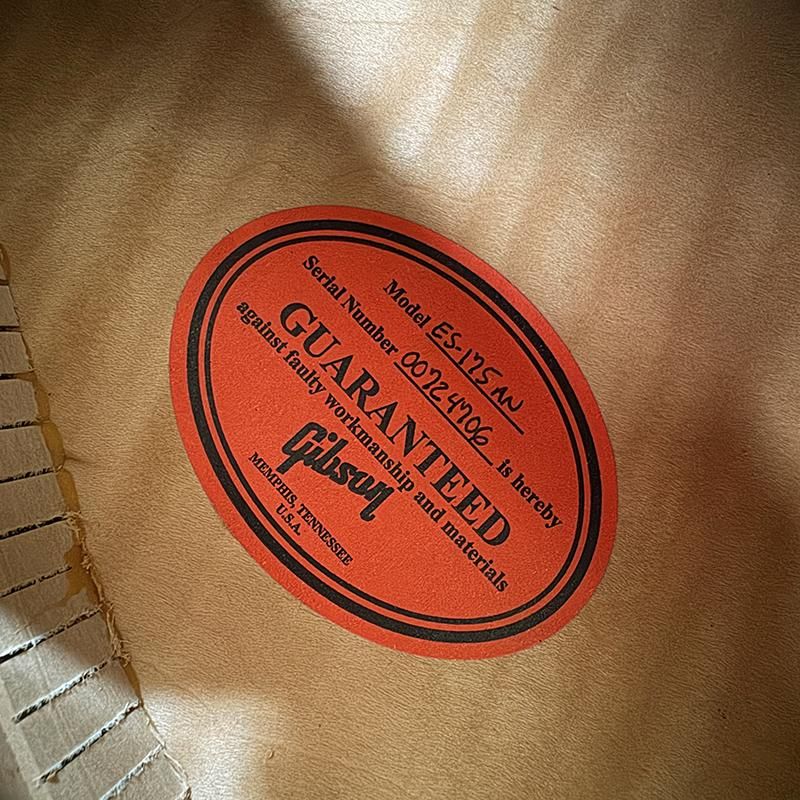 Model ES-175 AN
Serial Number 00724706 is hereby
GUARANTEED
against faulty workmanship and materials
Gibson
MEMPHIS, TENNESSEE
U.S.A.